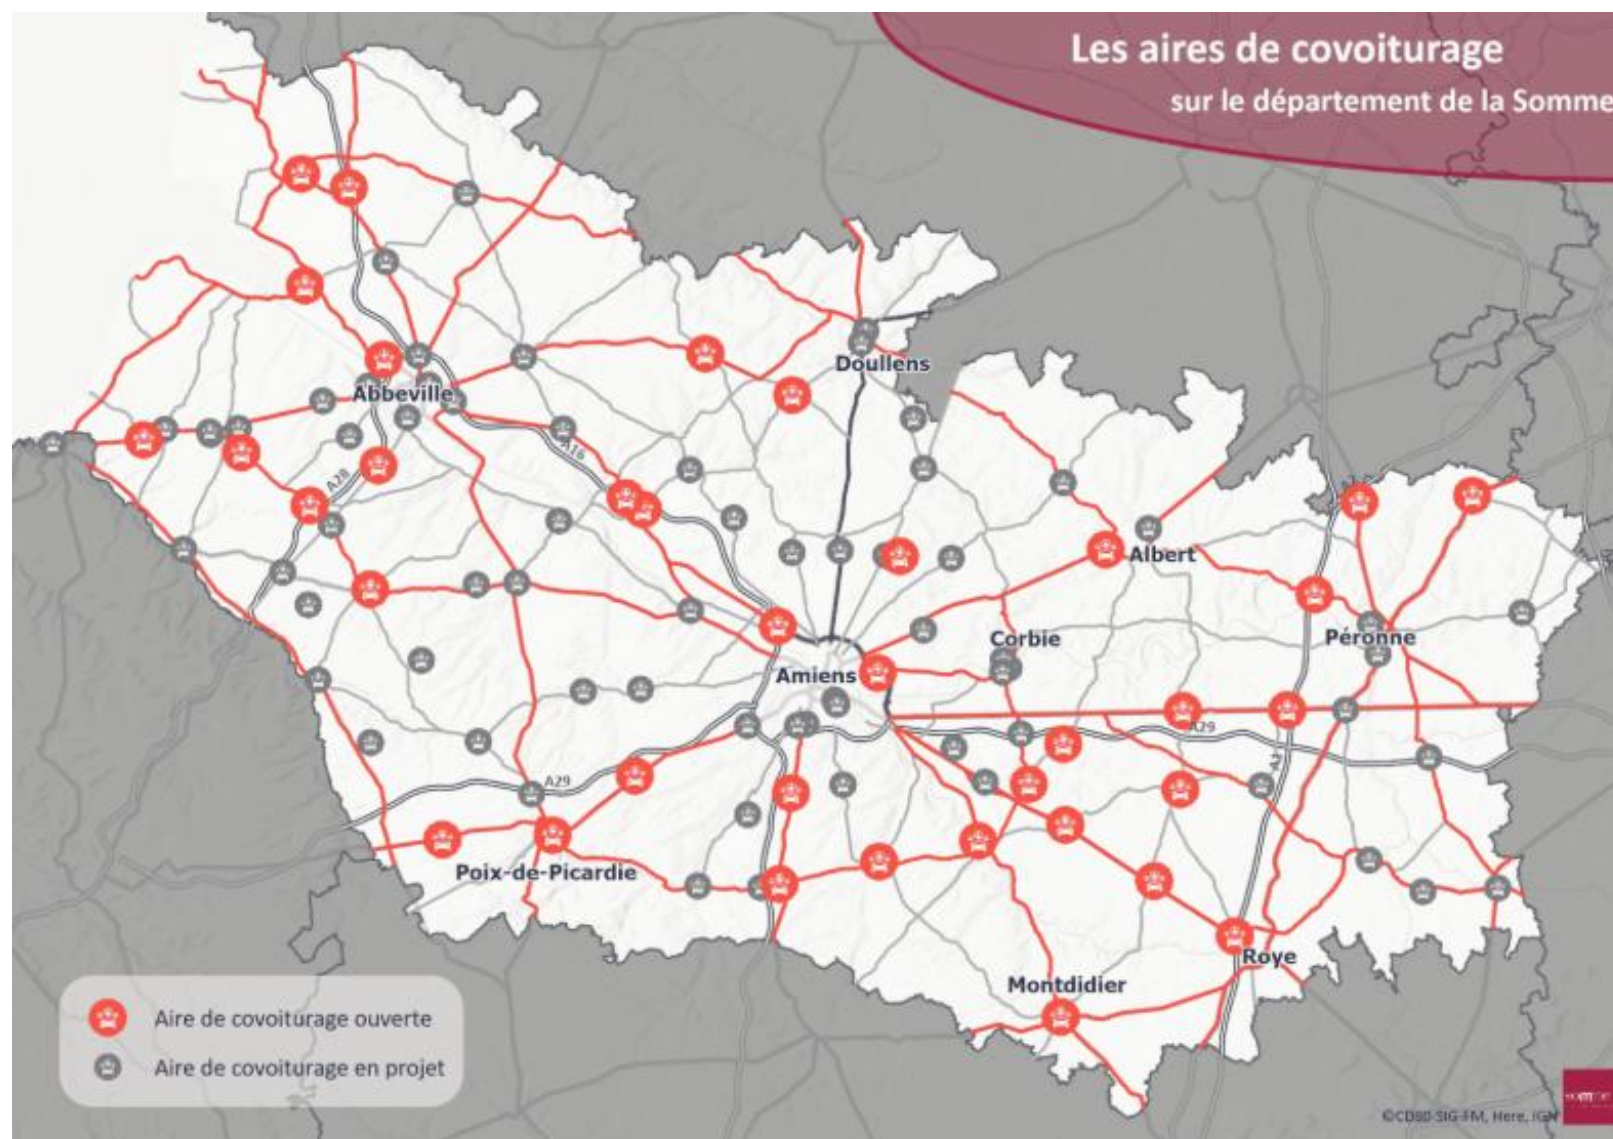 Les aires de covoiturage
sur le département de la Somme
Doullens
Abbeville
A16
A28
Albert
Corbie
Péronne
Amiens
A29
A29
Poix-de-Picardie
Roye
Montdidier
Aire de covoiturage ouverte
Aire de covoiturage en projet
©CD80-SIG-FM, Here, IGN